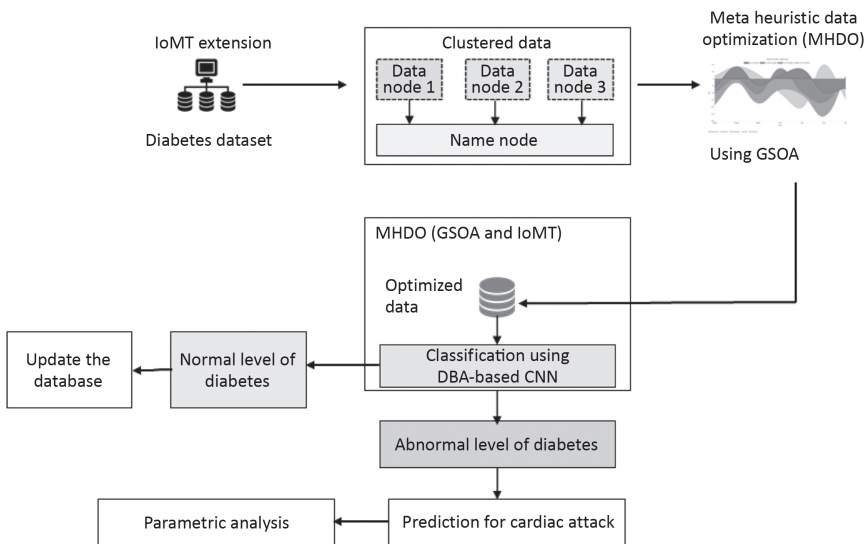 IoMT extension
Diabetes dataset
Clustered data
Data
node 1
Data
node 2
Data
node 3
Name node
Meta heuristic data
optimization (MHDO)
Using GSOA
MHDO (GSOA and IoMT)
Optimized
data
Classification using
DBA-based CNN
Normal level of
diabetes
Update the
database
Abnormal level of diabetes
Prediction for cardiac attack
Parametric analysis